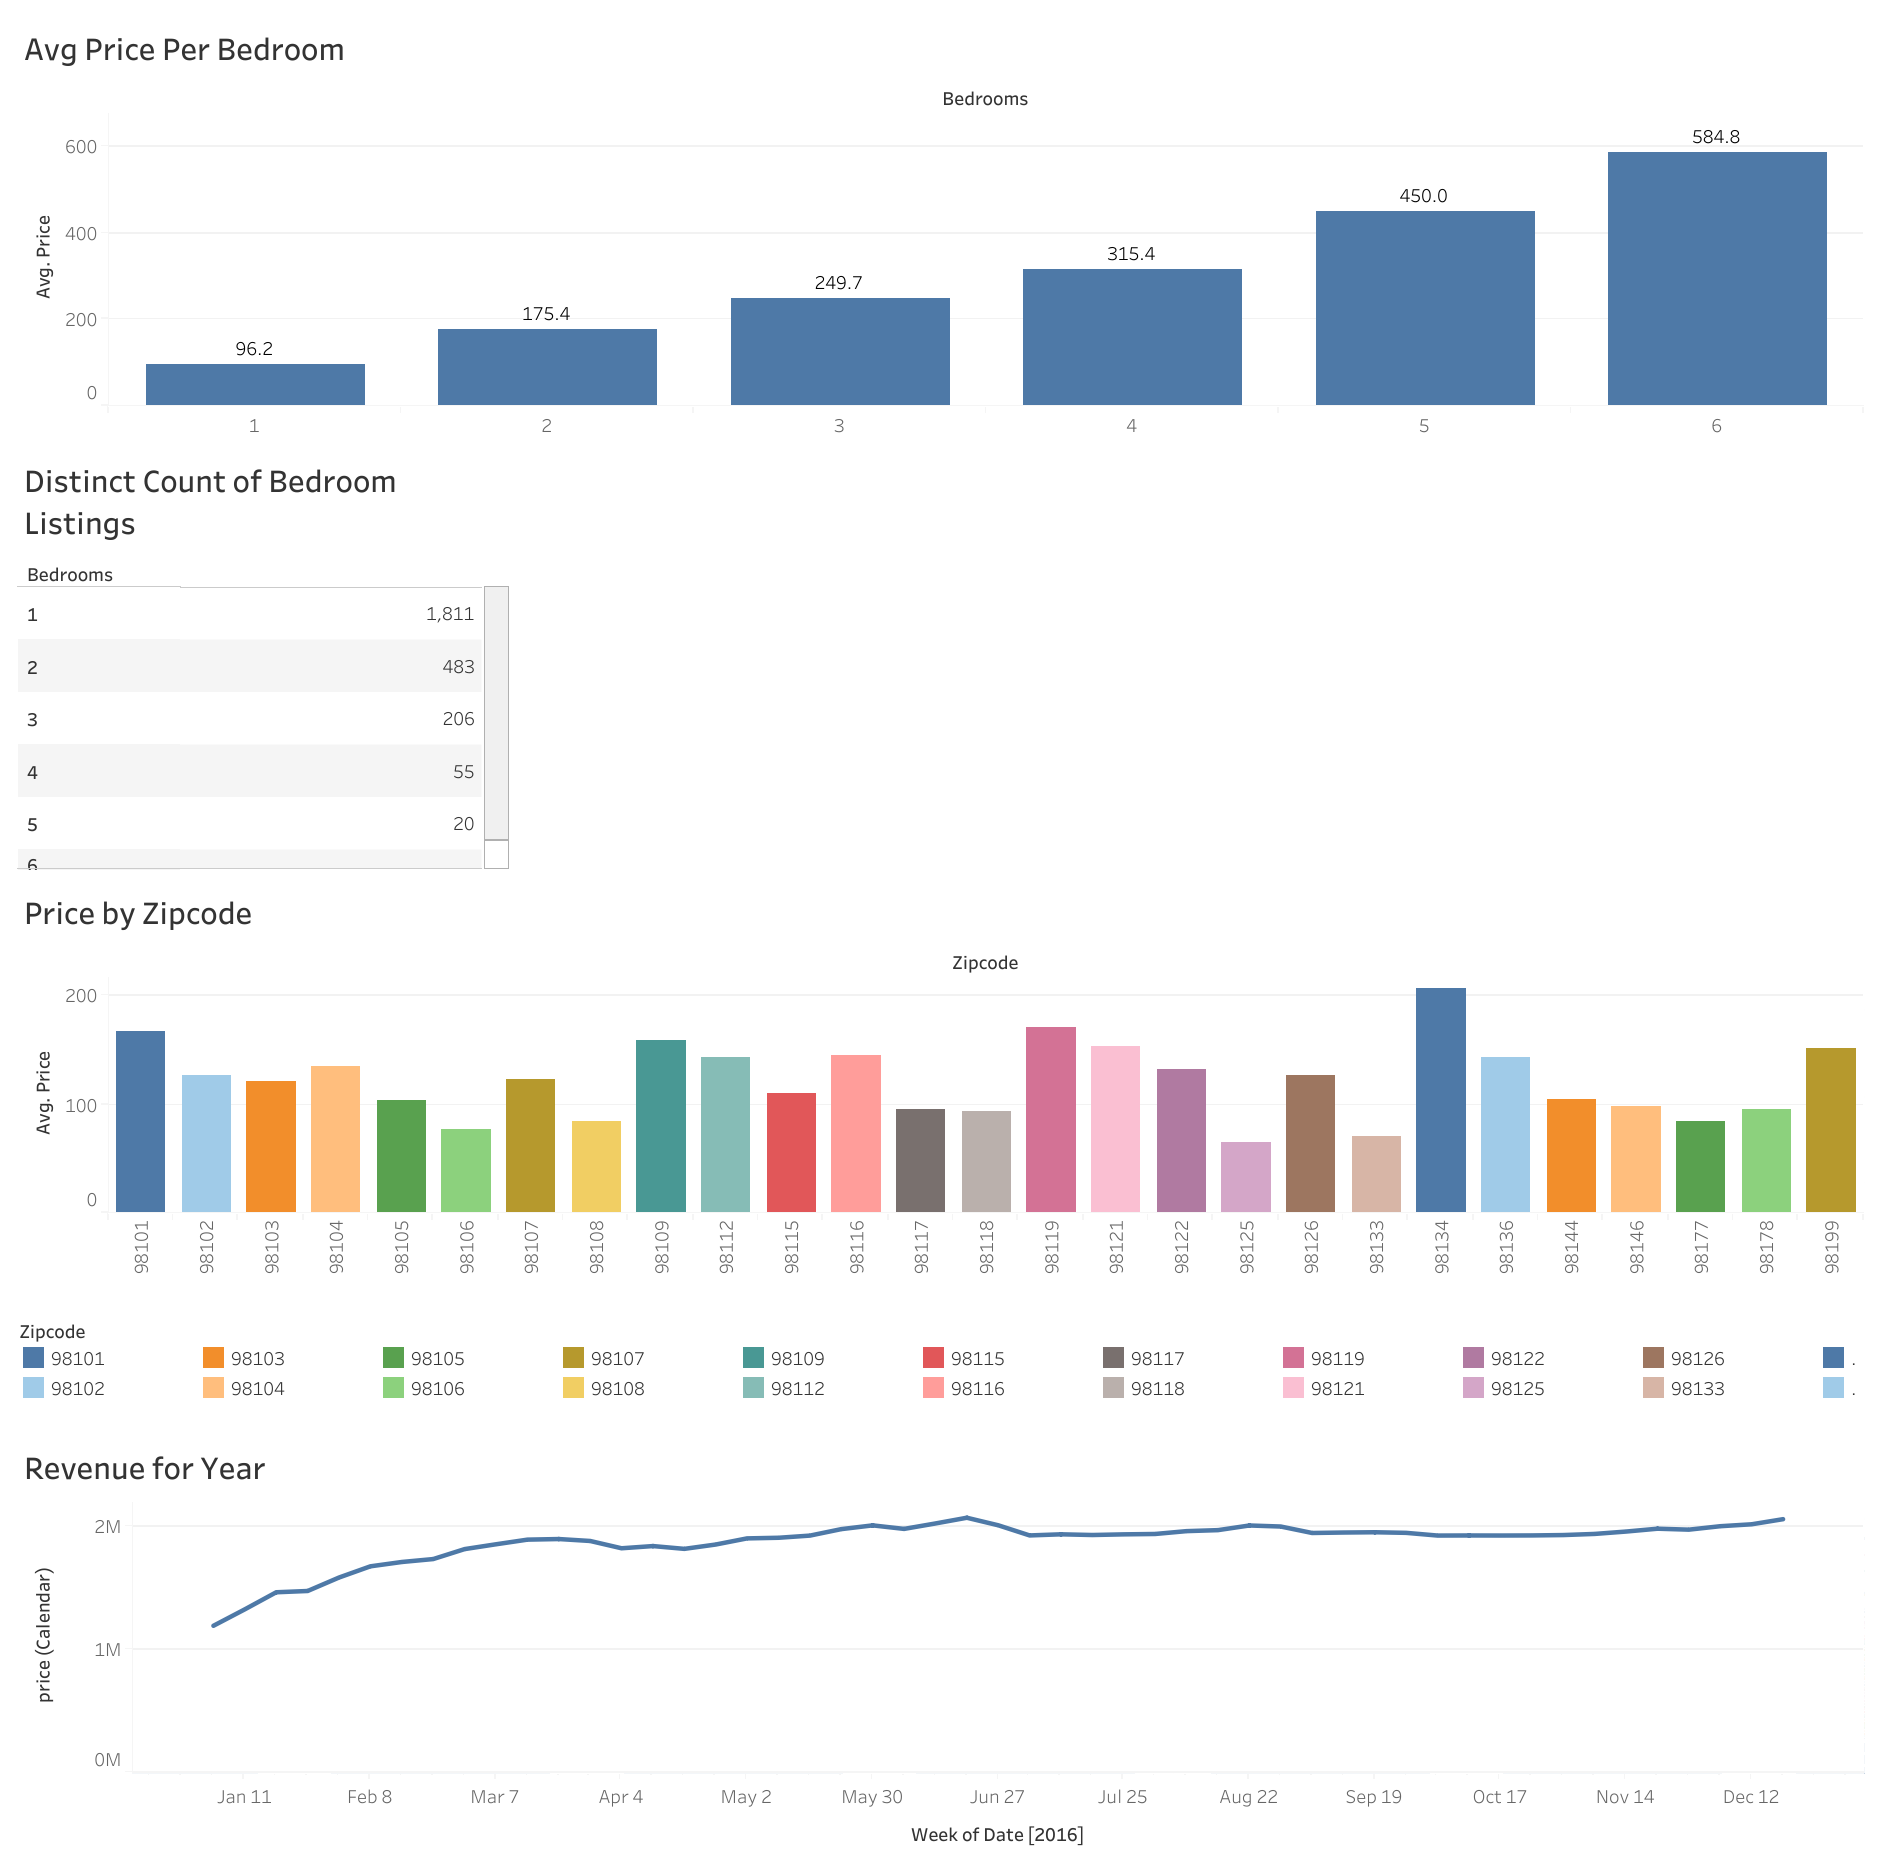 Avg Price Per Bedroom
Bedrooms
Avg. Price
600
400
200
0
96.2
175.4
249.7
315.4
450.0
584.8
1 2 3 4 5 6
Distinct Count of Bedroom
Listings
Bedrooms
1 1,811
2 483
3 206
4 55
5 20
6
Price by Zipcode
Zipcode
Avg. Price
200
100
0
98101 98102 98103 98104 98105 98106 98107 98108 98109 98112 98115 98116 98117 98118 98119 98121 98122 98125 98126 98133 98134 98136 98144 98146 98177 98178 98199
Zipcode
98101 98103 98105 98107 98109 98115 98117 98119 98122 98126 .
98102 98104 98106 98108 98112 98116 98118 98121 98125 98133 .
Revenue for Year
price (Calendar)
2M
1M
0M
Jan 11 Feb 8 Mar 7 Apr 4 May 2 May 30 Jun 27 Jul 25 Aug 22 Sep 19 Oct 17 Nov 14 Dec 12
Week of Date [2016]